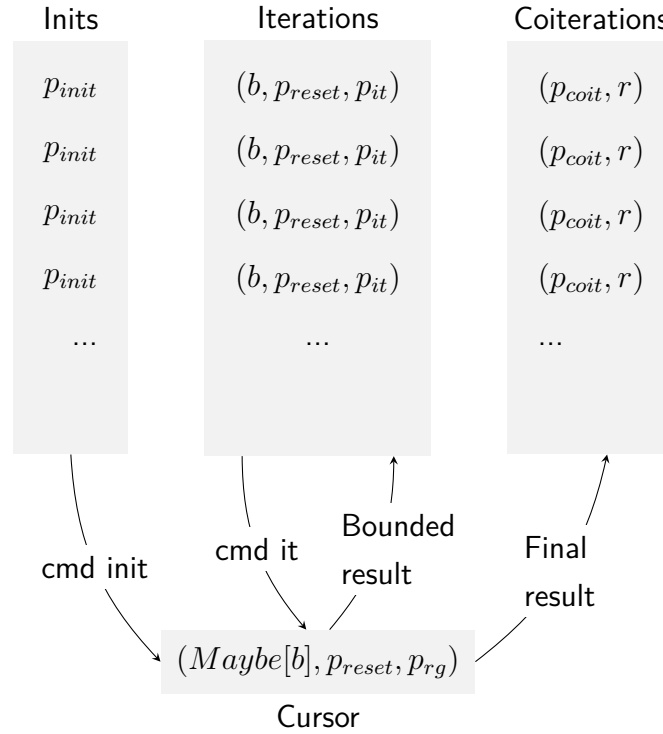 Inits Iterations Coiterations
p_init (b, p_reset, p_it) (p_coit, r)
p_init (b, p_reset, p_it) (p_coit, r)
p_init (b, p_reset, p_it) (p_coit, r)
p_init (b, p_reset, p_it) (p_coit, r)
... ... ...
cmd init
cmd it
Bounded
result
Final
result
(Maybe[b], p_reset, p_rg)
Cursor